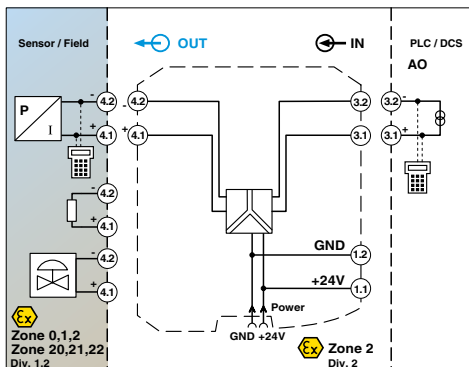 Sensor / Field
OUT
IN
PLC / DCS
AO
P
I
-
4.2
-
4.2
3.2
3.2
-
+
4.1
+
4.1
3.1
3.1
+
-
4.2
+
4.1
-
4.2
+
4.1
GND
1.2
+24V
1.1
Power
GND +24V
Ex
Zone 0,1,2
Zone 20,21,22
Div. 1,2
Ex
Zone 2
Div. 2